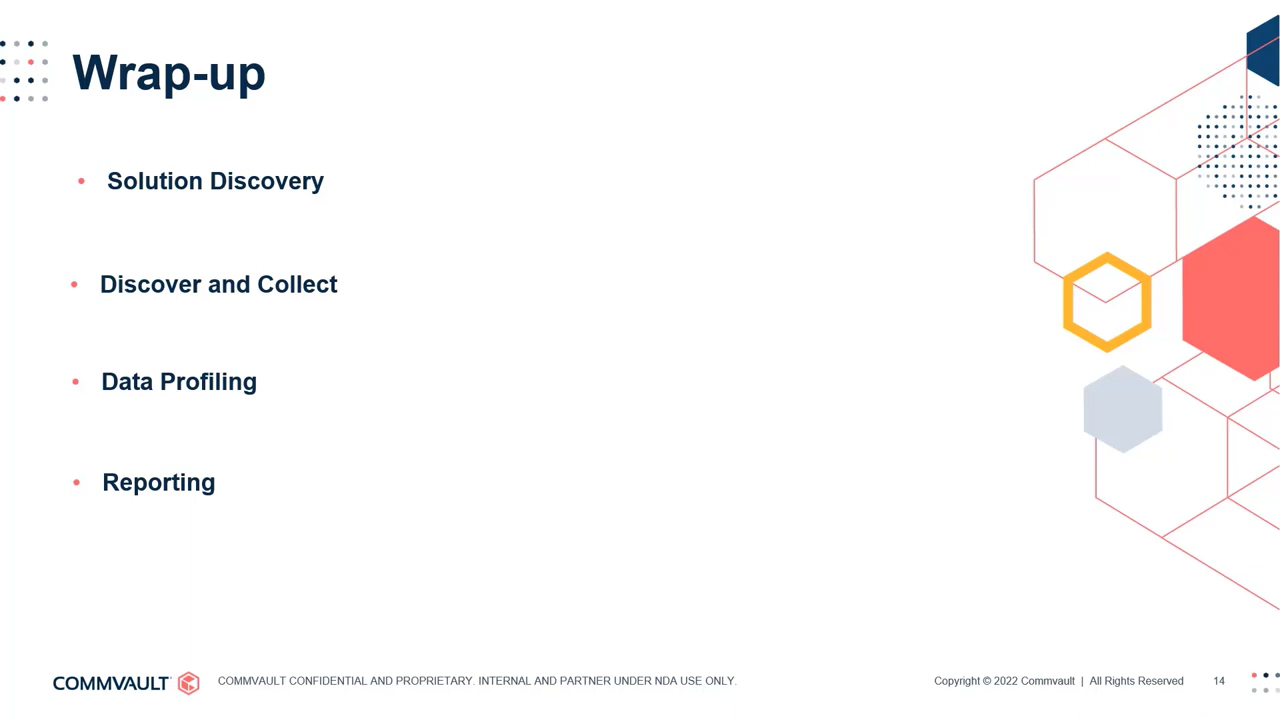 Wrap-up
• Solution Discovery
• Discover and Collect
• Data Profiling
• Reporting
COMMVAULT
COMMVAULT CONFIDENTIAL AND PROPRIETARY. INTERNAL AND PARTNER UNDER NDA USE ONLY.
Copyright © 2022 Commvault | All Rights Reserved
14